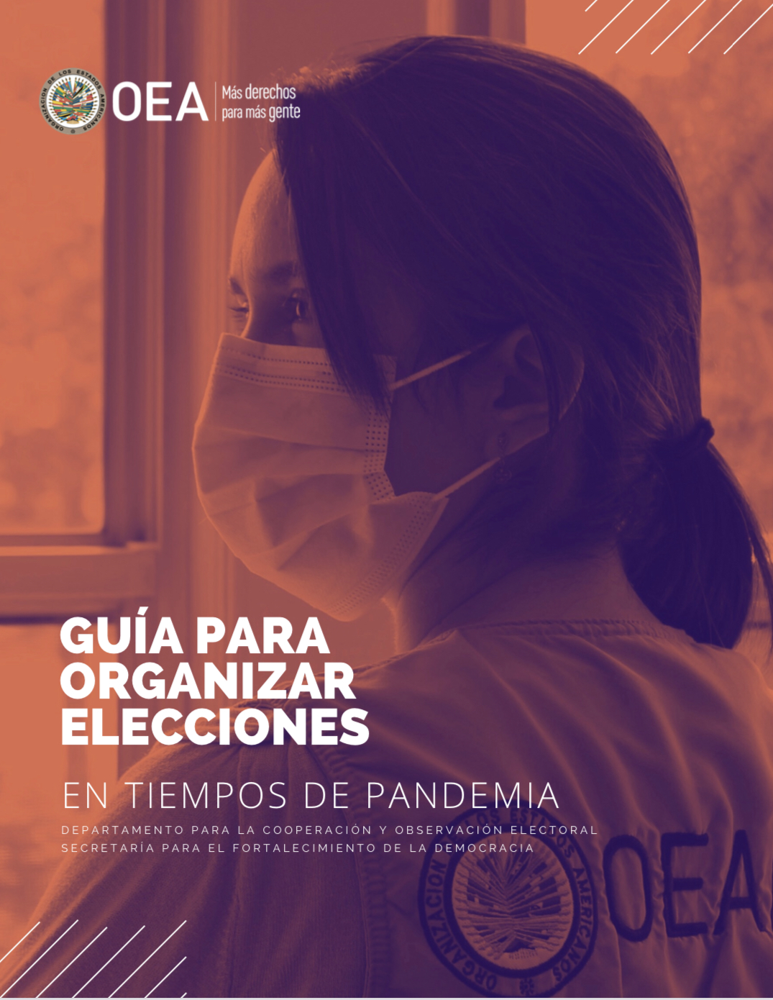 ORGANIZACION DE LOS ESTADOS AMERICANOS
OEA
Más derechos
para más gente
GUÍA PARA
ORGANIZAR
ELECCIONES
EN TIEMPOS DE PANDEMIA
DEPARTAMENTO PARA LA COOPERACIÓN Y OBSERVACIÓN ELECTORAL
SECRETARÍA PARA EL FORTALECIMIENTO DE LA DEMOCRACIA
ORGANIZACION DE LOS ESTADOS AMERICANOS
OEA